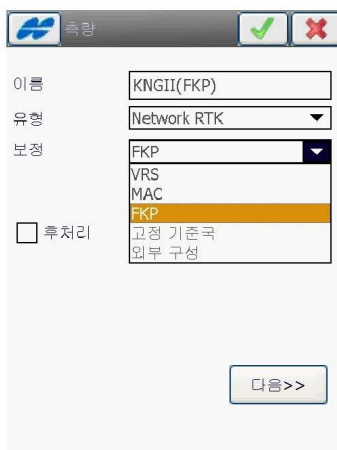 측량
이름 KNGII(FKP)
유형 Network RTK
보정 FKP
VRS
MAC
FKP
후처리
고정 기준국
외부 구성
다음>>